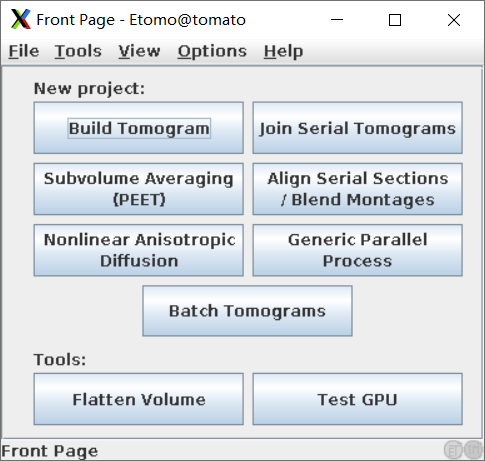 Front Page - Etomo@tomato
File Tools View Options Help
New project:
Build Tomogram
Join Serial Tomograms
Subvolume Averaging
(PEET)
Align Serial Sections
/ Blend Montages
Nonlinear Anisotropic
Diffusion
Generic Parallel
Process
Batch Tomograms
Tools:
Flatten Volume
Test GPU
Front Page